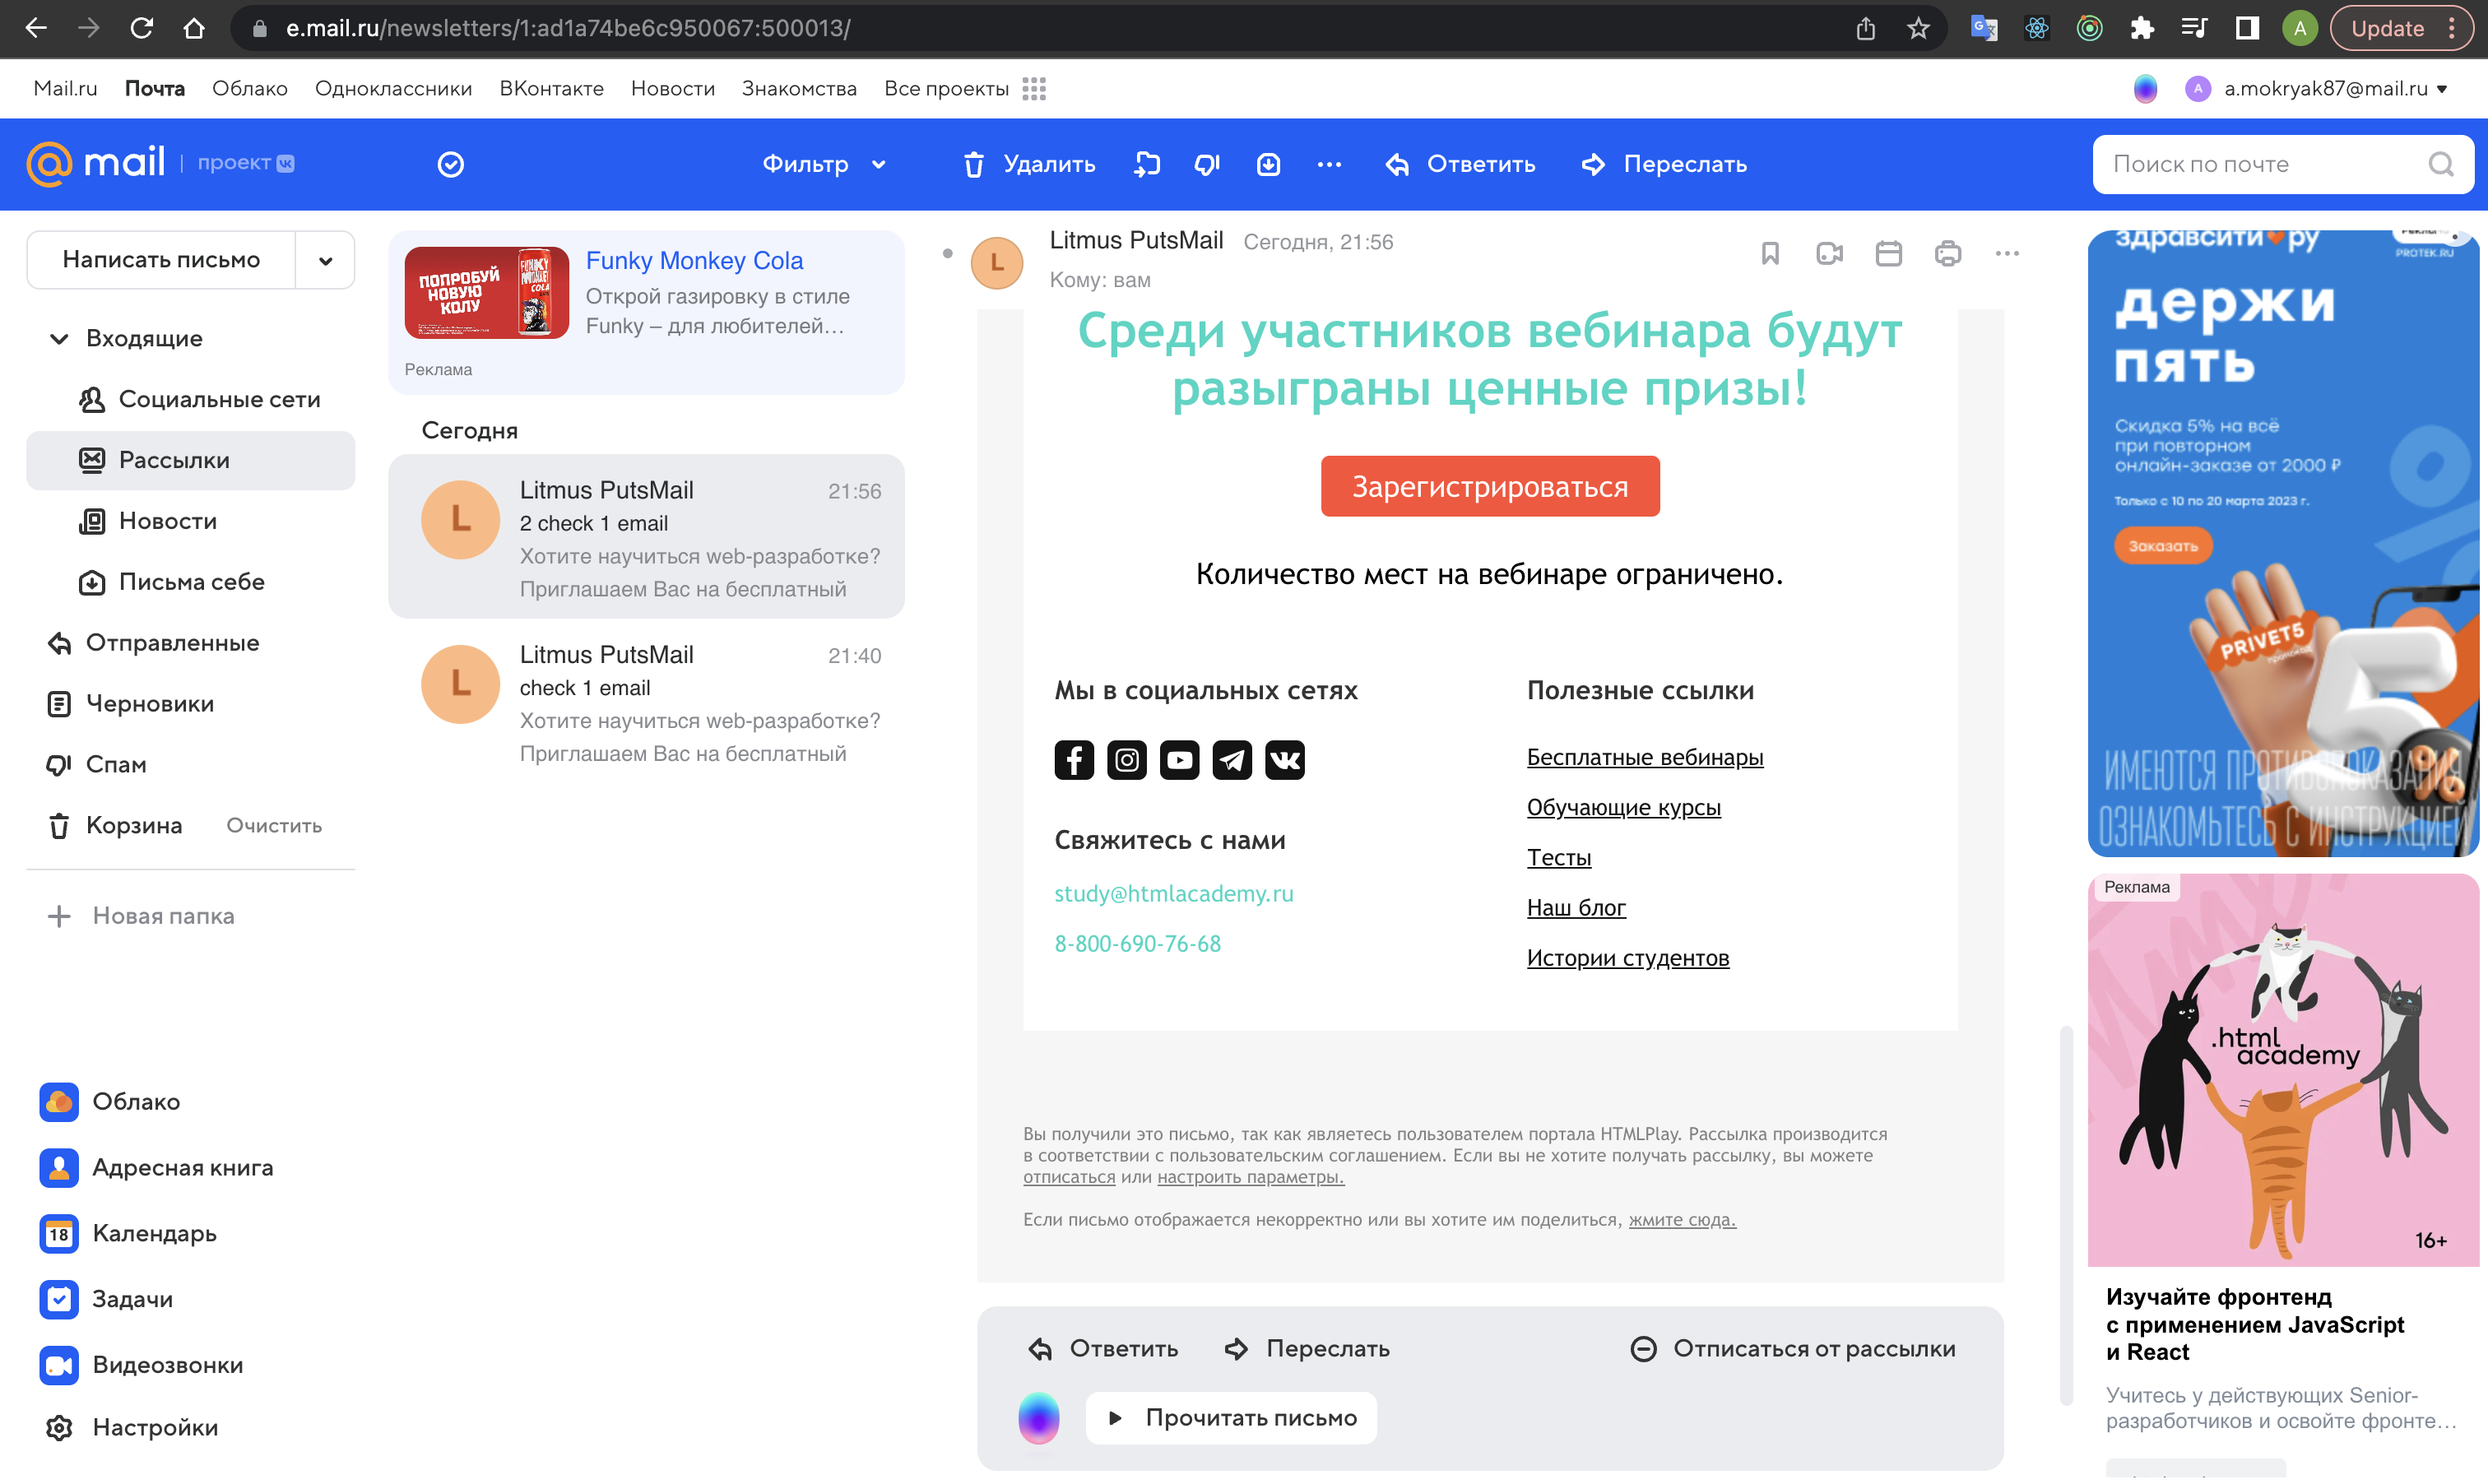 e.mail.ru/newsletters/1:ad1a74be6c950067:500013/
A
Update
Mail.ru Почта Облако Одноклассники ВКонтакте Новости Знакомства Все проекты
A a.mokryak87@mail.ru
mail проект
Фильтр
Удалить
Ответить
Переслать
Поиск по почте
Написать письмо
Входящие
Социальные сети
Рассылки
Новости
Письма себе
Отправленные
Черновики
Спам
Корзина Очистить
Новая папка
Облако
Адресная книга
18 Календарь
Задачи
Видеозвонки
Настройки
ПОПРОБУЙ
НОВУЮ
КОЛУ
FUNKY
MONKEY
COLA
Funky Monkey Cola
Открой газировку в стиле
Funky – для любителей…
Реклама
Сегодня
L
Litmus PutsMail 21:56
2 check 1 email
Хотите научиться web-разработке?
Приглашаем Вас на бесплатный
L
Litmus PutsMail 21:40
check 1 email
Хотите научиться web-разработке?
Приглашаем Вас на бесплатный
L
Litmus PutsMail Сегодня, 21:56
Кому: вам
Среди участников вебинара будут
разыграны ценные призы!
Зарегистрироваться
Количество мест на вебинаре ограничено.
Мы в социальных сетях
Свяжитесь с нами
study@htmlacademy.ru
8-800-690-76-68
Полезные ссылки
Бесплатные вебинары
Обучающие курсы
Тесты
Наш блог
Истории студентов
Вы получили это письмо, так как являетесь пользователем портала HTMLPlay. Рассылка производится
в соответствии с пользовательским соглашением. Если вы не хотите получать рассылку, вы можете
отписаться или настроить параметры.
Если письмо отображается некорректно или вы хотите им поделиться, жмите сюда.
Ответить
Переслать
Отписаться от рассылки
Прочитать письмо
здравсити ру
PROTEK.RU
держи
пять
Скидка 5% на всё
при повторном
онлайн-заказе от 2000 ₽
Только с 10 по 20 марта 2023 г.
Заказать
PRIVET5
промокод
5
%
ИМЕЮТСЯ ПРОТИВОПОКАЗАНИЯ
ОЗНАКОМЬТЕСЬ С ИНСТРУКЦИЕЙ
Реклама
.html
academy
16+
Изучайте фронтенд
с применением JavaScript
и React
Учитесь у действующих Senior-
разработчиков и освойте фронте…